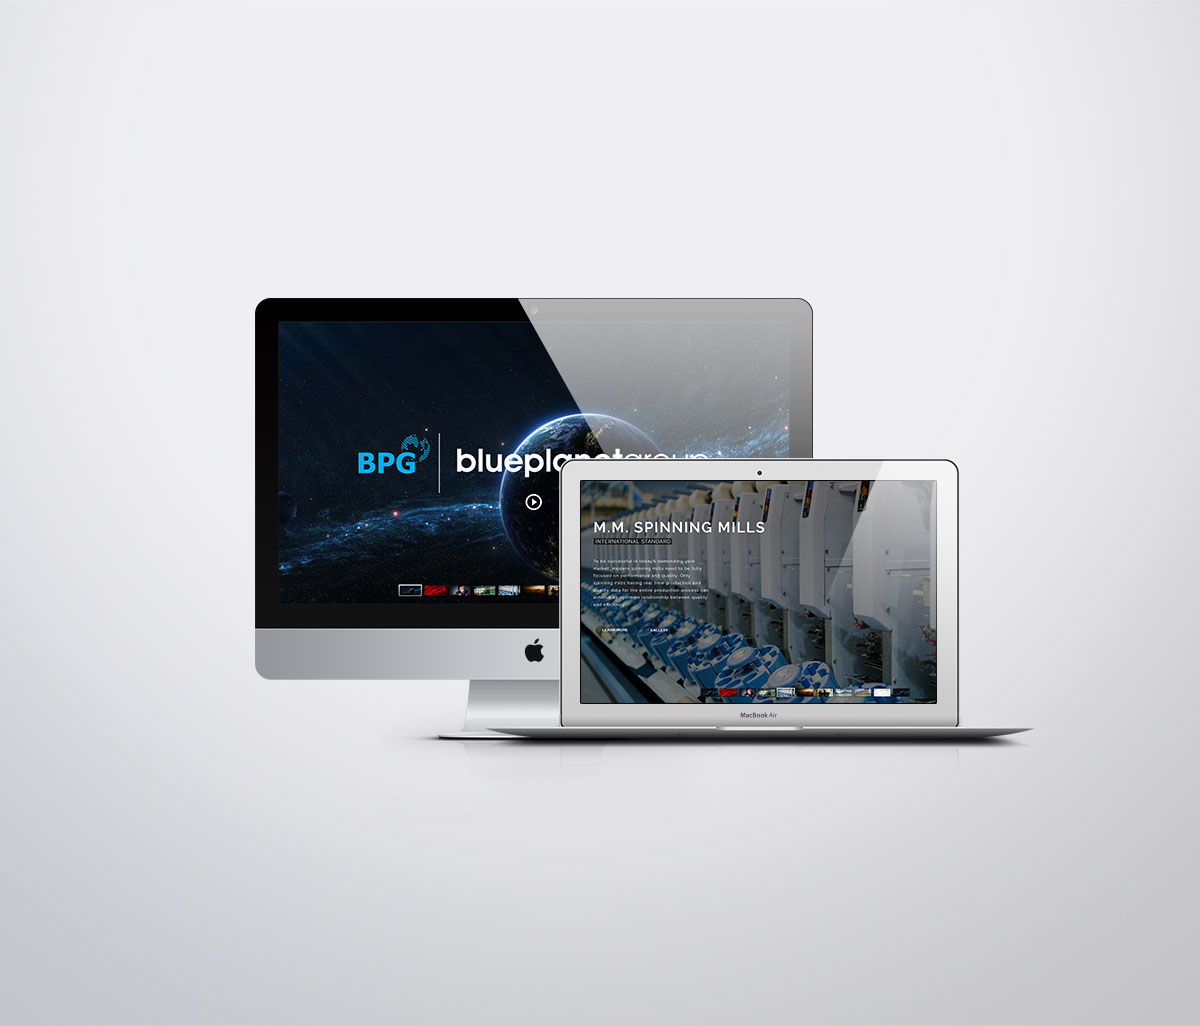 BPG
blueplanetgroup
M.M. SPINNING MILLS
INTERNATIONAL STANDARD
To be successful in today's demanding yarn
market, modern spinning mills need to be fully
focused on performance and quality. Only
spinning mills having real time production and
quality data for the entire production process can
achieve an optimum relationship between quality
and efficiency.
LEARN MORE
GALLERY
MacBook Air